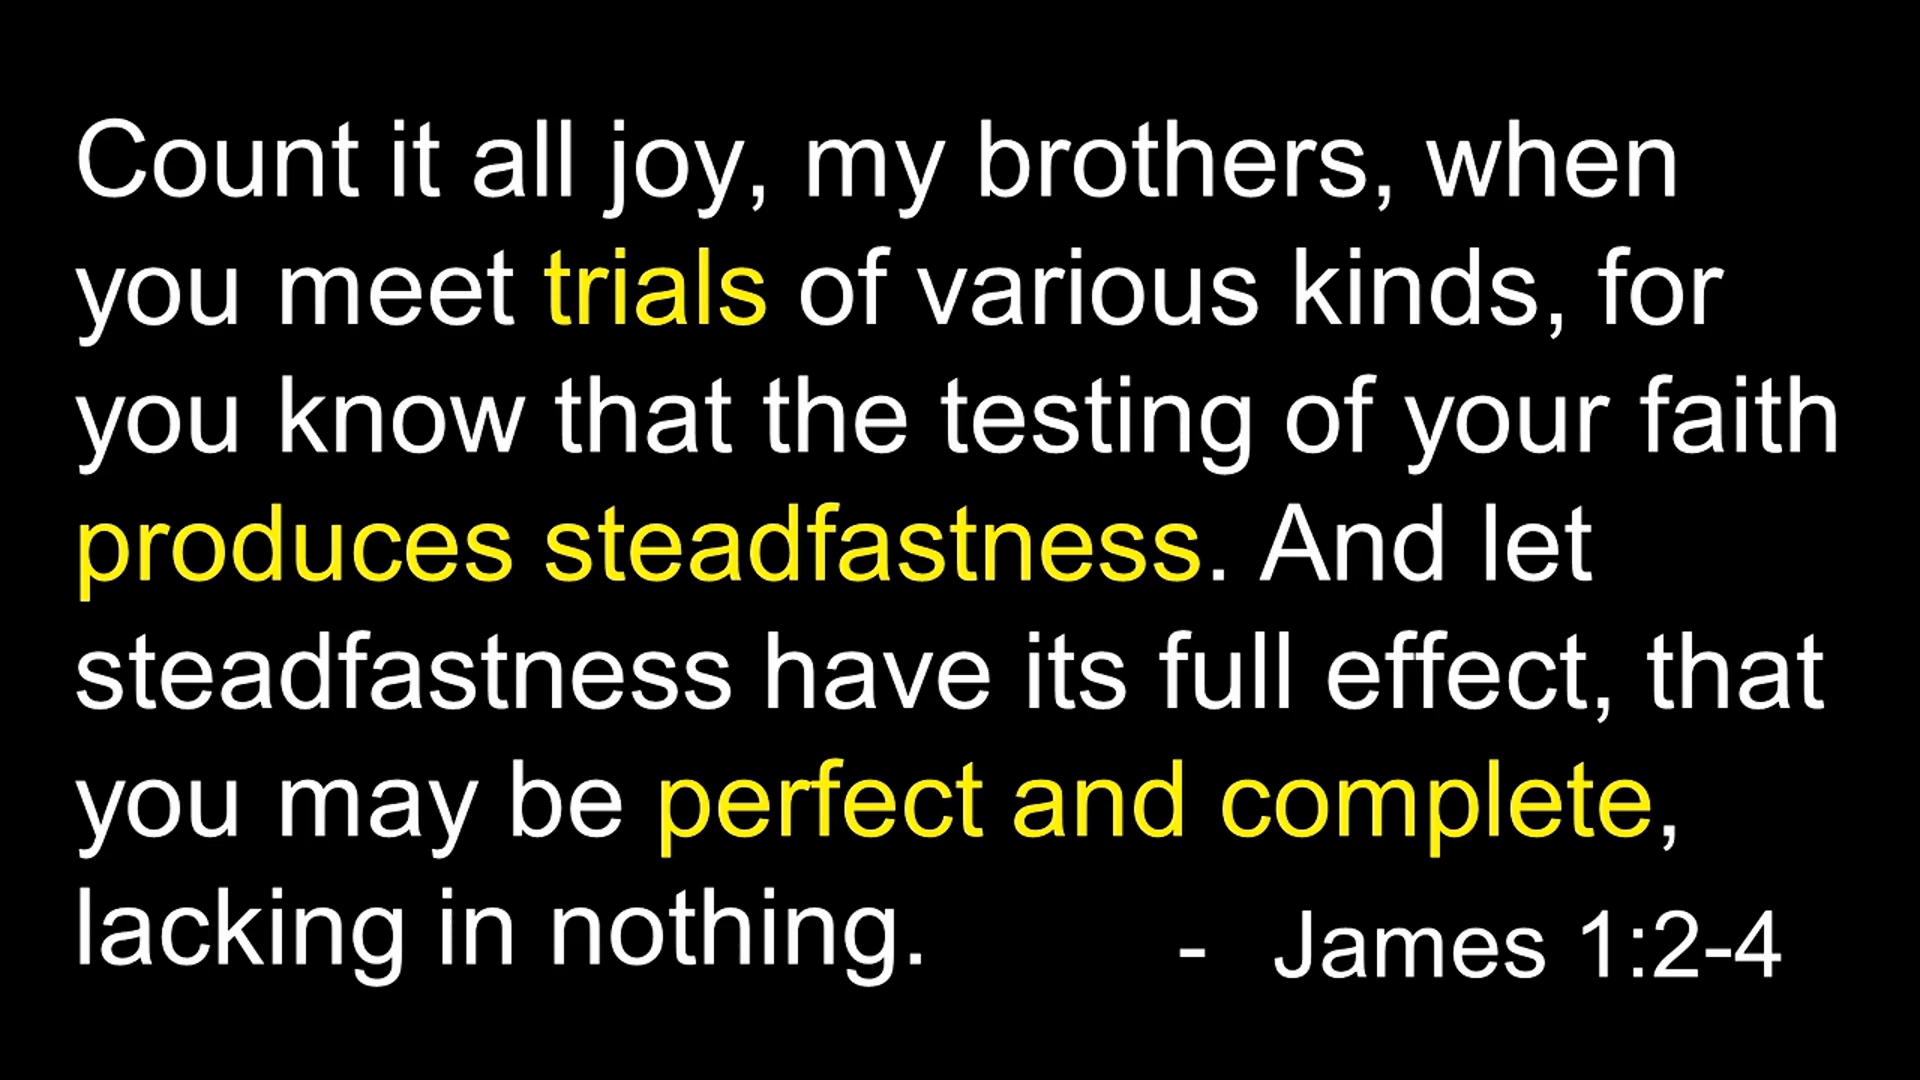 Count it all joy, my brothers, when
you meet trials of various kinds, for
you know that the testing of your faith
produces steadfastness. And let
steadfastness have its full effect, that
you may be perfect and complete,
lacking in nothing.
- James 1:2-4